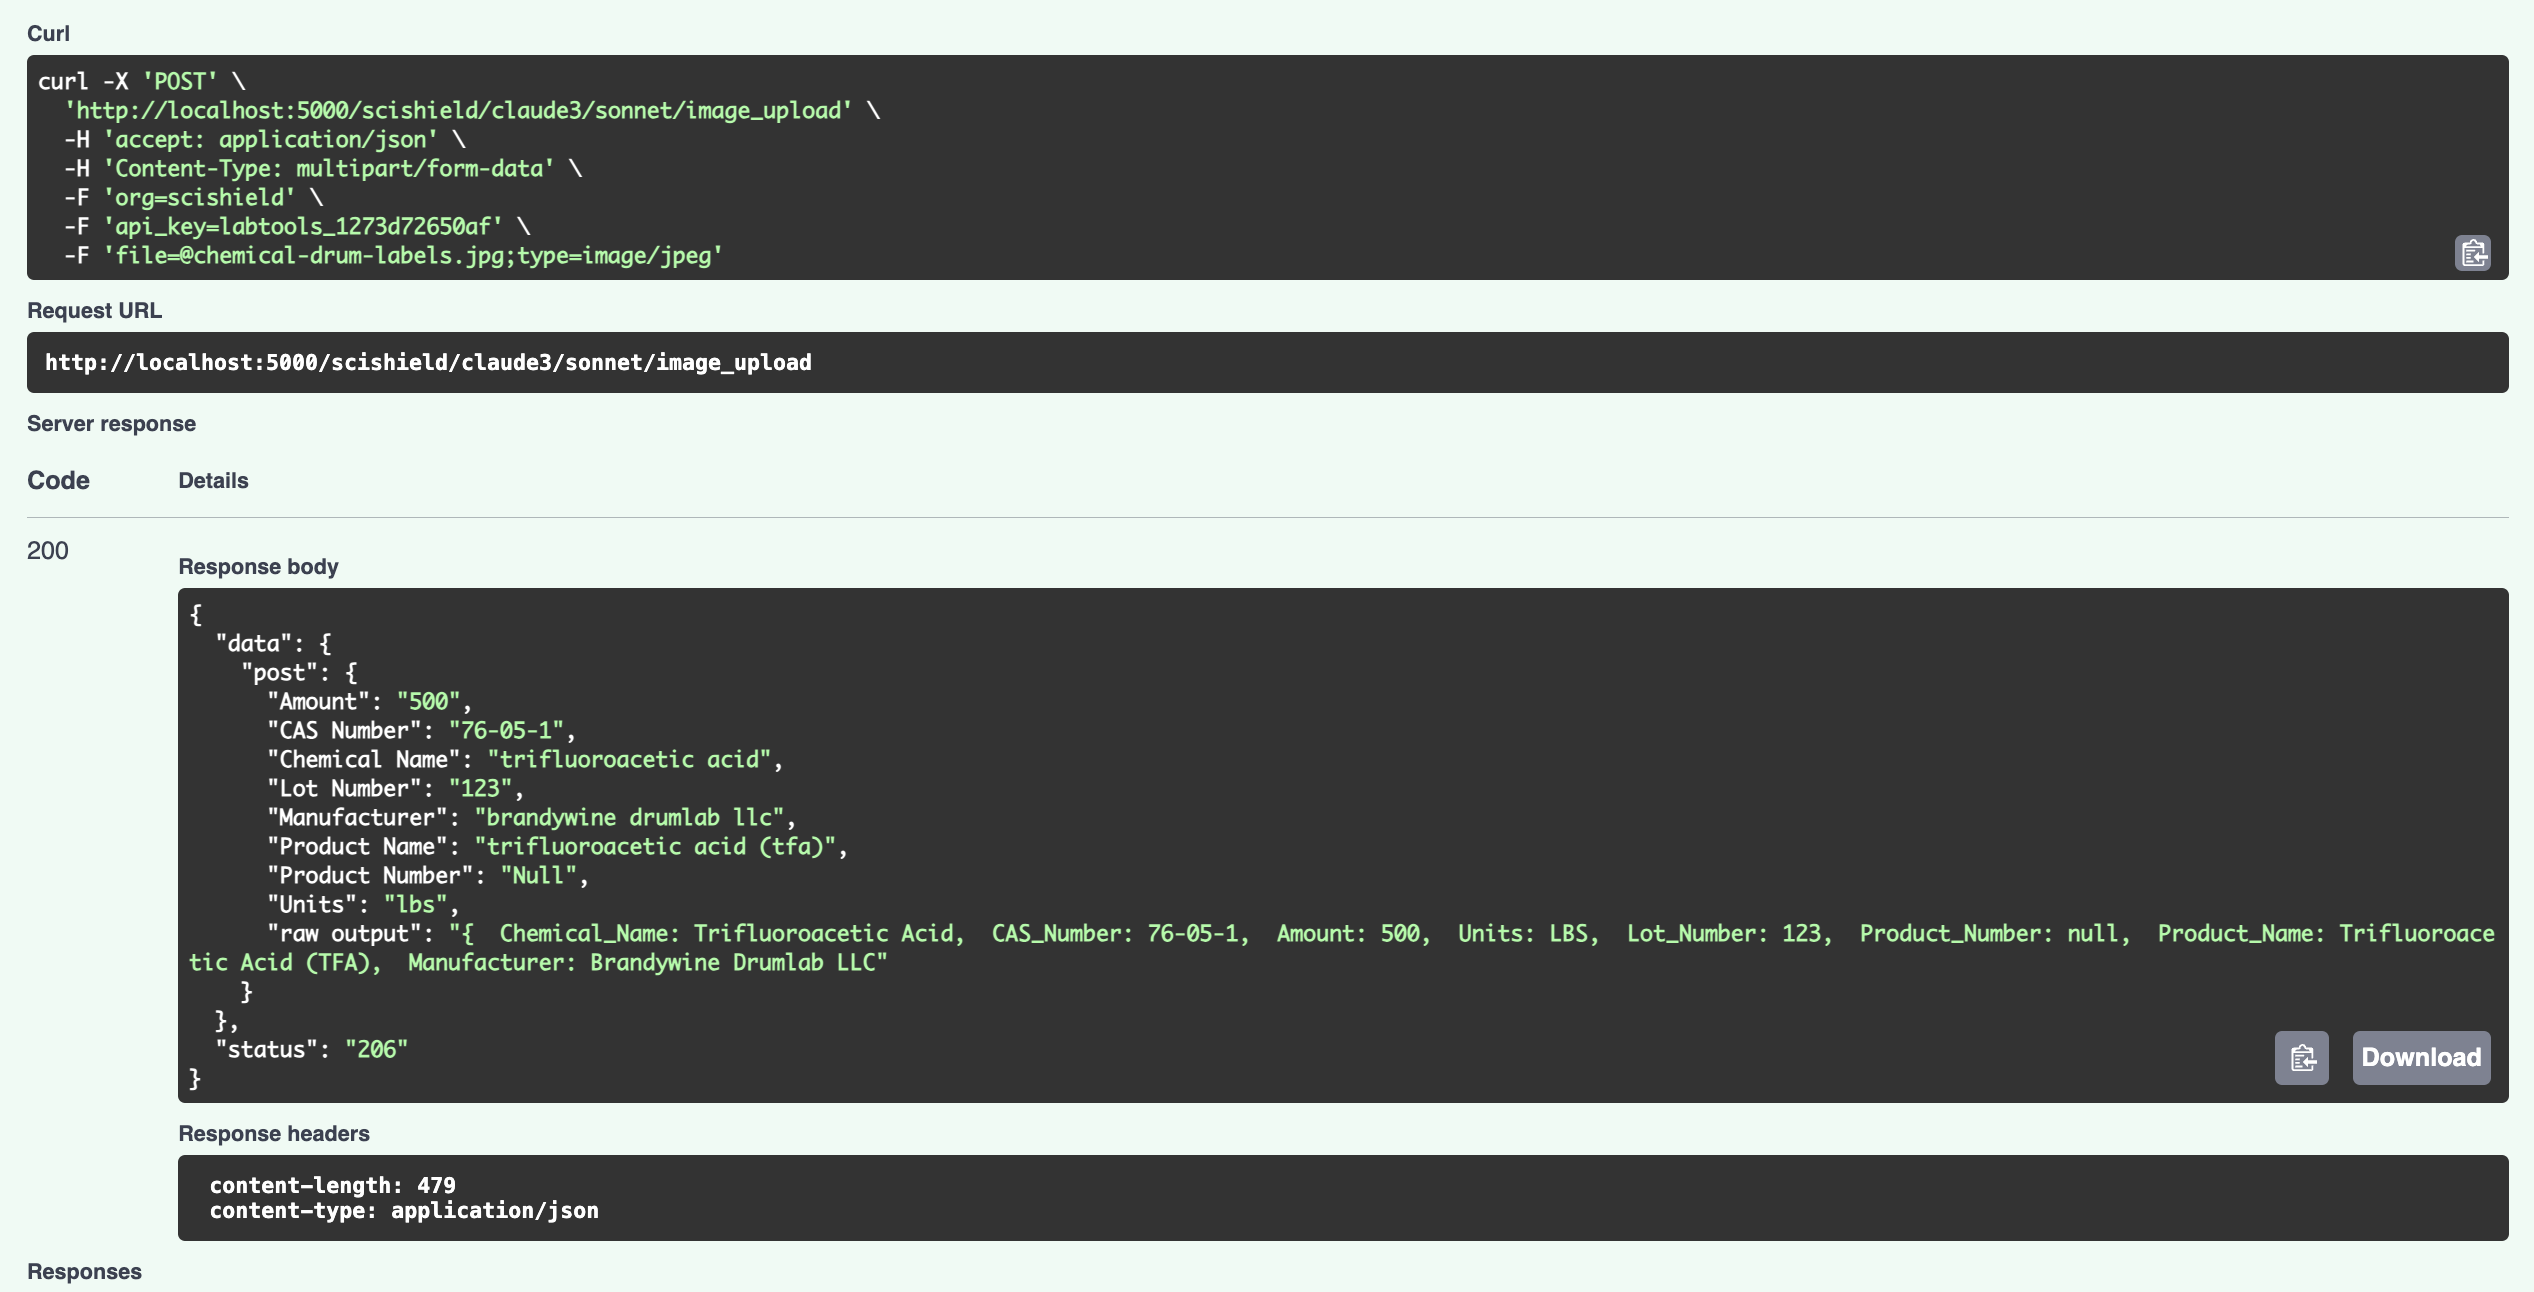 Curl
curl -X 'POST' \
'http://localhost:5000/scishield/claude3/sonnet/image_upload' \
-H 'accept: application/json' \
-H 'Content-Type: multipart/form-data' \
-F 'org=scishield' \
-F 'api_key=labtools_1273d72650af' \
-F 'file=@chemical-drum-labels.jpg;type=image/jpeg'
Request URL
http://localhost:5000/scishield/claude3/sonnet/image_upload
Server response
Code Details
200
Response body
{
"data": {
"post": {
"Amount": "500",
"CAS Number": "76-05-1",
"Chemical Name": "trifluoroacetic acid",
"Lot Number": "123",
"Manufacturer": "brandywine drumlab llc",
"Product Name": "trifluoroacetic acid (tfa)",
"Product Number": "Null",
"Units": "lbs",
"raw output": "{  Chemical_Name: Trifluoroacetic Acid,  CAS_Number: 76-05-1,  Amount: 500,  Units: LBS,  Lot_Number: 123,  Product_Number: null,  Product_Name: Trifluoroace
tic Acid (TFA),  Manufacturer: Brandywine Drumlab LLC"
}
},
"status": "206"
}
Download
Response headers
content-length: 479
content-type: application/json
Responses